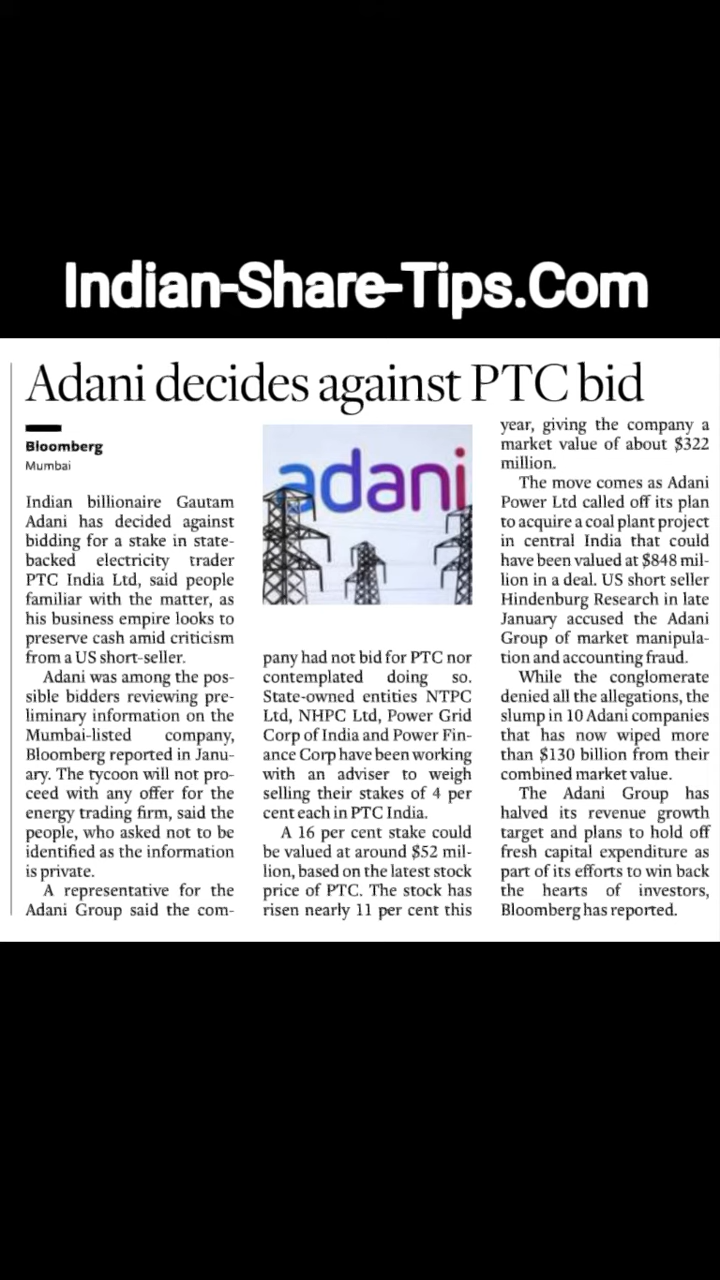 Indian-Share-Tips.Com
Adani decides against PTC bid
Bloomberg
Mumbai
Indian billionaire Gautam
Adani has decided against
bidding for a stake in state-
backed electricity trader
PTC India Ltd, said people
familiar with the matter, as
his business empire looks to
preserve cash amid criticism
from a US short-seller.
Adani was among the pos-
sible bidders reviewing pre-
liminary information on the
Mumbai-listed company,
Bloomberg reported in Janu-
ary. The tycoon will not pro-
ceed with any offer for the
energy trading firm, said the
people, who asked not to be
identified as the information
is private.
A representative for the
Adani Group said the com-
adani
pany had not bid for PTC nor
contemplated doing so.
State-owned entities NTPC
Ltd, NHPC Ltd, Power Grid
Corp of India and Power Fin-
ance Corp have been working
with an adviser to weigh
selling their stakes of 4 per
cent each in PTC India.
A 16 per cent stake could
be valued at around $52 mil-
lion, based on the latest stock
price of PTC. The stock has
risen nearly 11 per cent this
year, giving the company a
market value of about $322
million.
The move comes as Adani
Power Ltd called off its plan
to acquire a coal plant project
in central India that could
have been valued at $848 mil-
lion in a deal. US short seller
Hindenburg Research in late
January accused the Adani
Group of market manipula-
tion and accounting fraud.
While the conglomerate
denied all the allegations, the
slump in 10 Adani companies
that has now wiped more
than $130 billion from their
combined market value.
The Adani Group has
halved its revenue growth
target and plans to hold off
fresh capital expenditure as
part of its efforts to win back
the hearts of investors,
Bloomberg has reported.